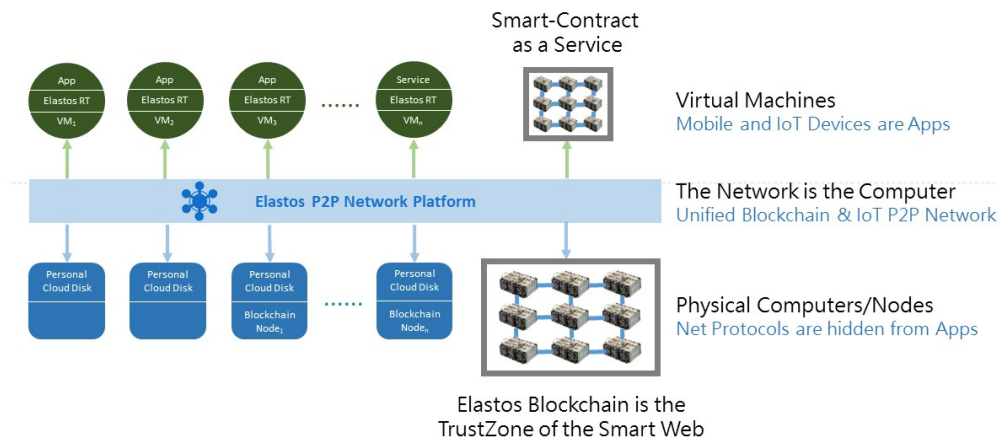 Smart-Contract
as a Service
App
Elastos RT
VM1
App
Elastos RT
VM2
App
Elastos RT
VM3
......
Service
Elastos RT
VMn
Virtual Machines
Mobile and IoT Devices are Apps
Elastos P2P Network Platform
The Network is the Computer
Unified Blockchain & IoT P2P Network
Personal
Cloud Disk
Personal
Cloud Disk
Personal
Cloud Disk
Blockchain
Node1
......
Personal
Cloud Disk
Blockchain
Noden
Physical Computers/Nodes
Net Protocols are hidden from Apps
Elastos Blockchain is the
TrustZone of the Smart Web